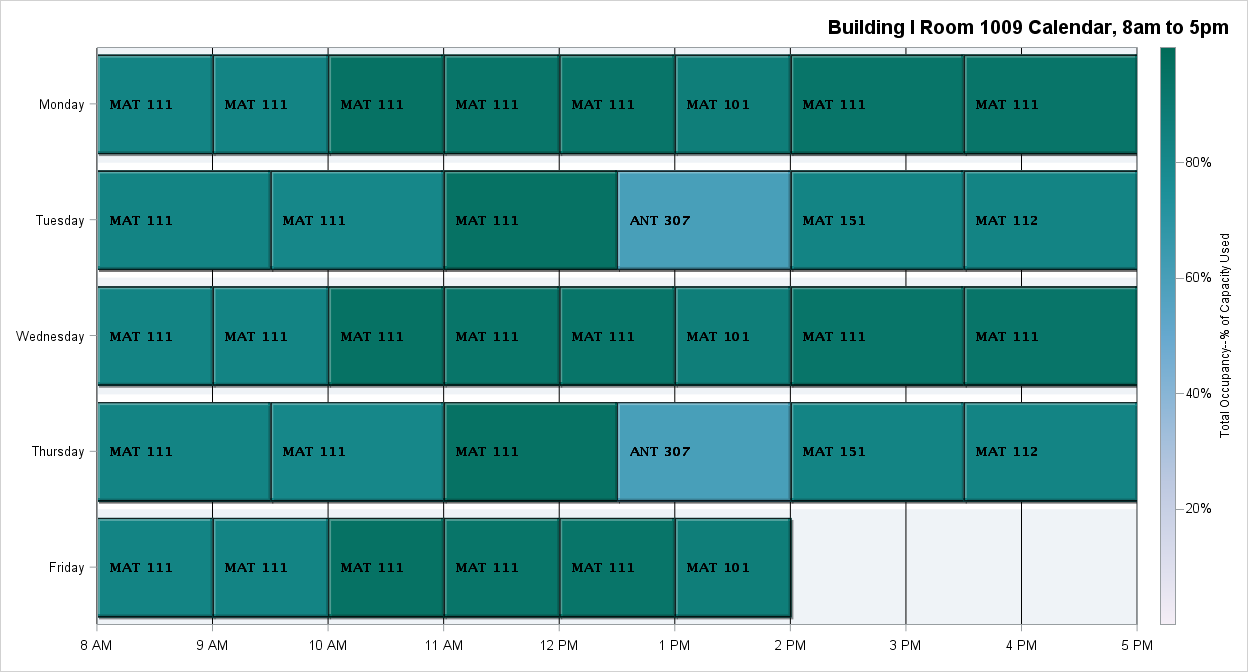 Building I Room 1009 Calendar, 8am to 5pm
Monday MAT 111 MAT 111 MAT 111 MAT 111 MAT 111 MAT 101 MAT 111 MAT 111
Tuesday MAT 111 MAT 111 MAT 111 ANT 307 MAT 151 MAT 112
Wednesday MAT 111 MAT 111 MAT 111 MAT 111 MAT 111 MAT 101 MAT 111 MAT 111
Thursday MAT 111 MAT 111 MAT 111 ANT 307 MAT 151 MAT 112
Friday MAT 111 MAT 111 MAT 111 MAT 111 MAT 111 MAT 101
8 AM 9 AM 10 AM 11 AM 12 PM 1 PM 2 PM 3 PM 4 PM 5 PM
80%
60%
40%
20%
Total Occupancy--% of Capacity Used